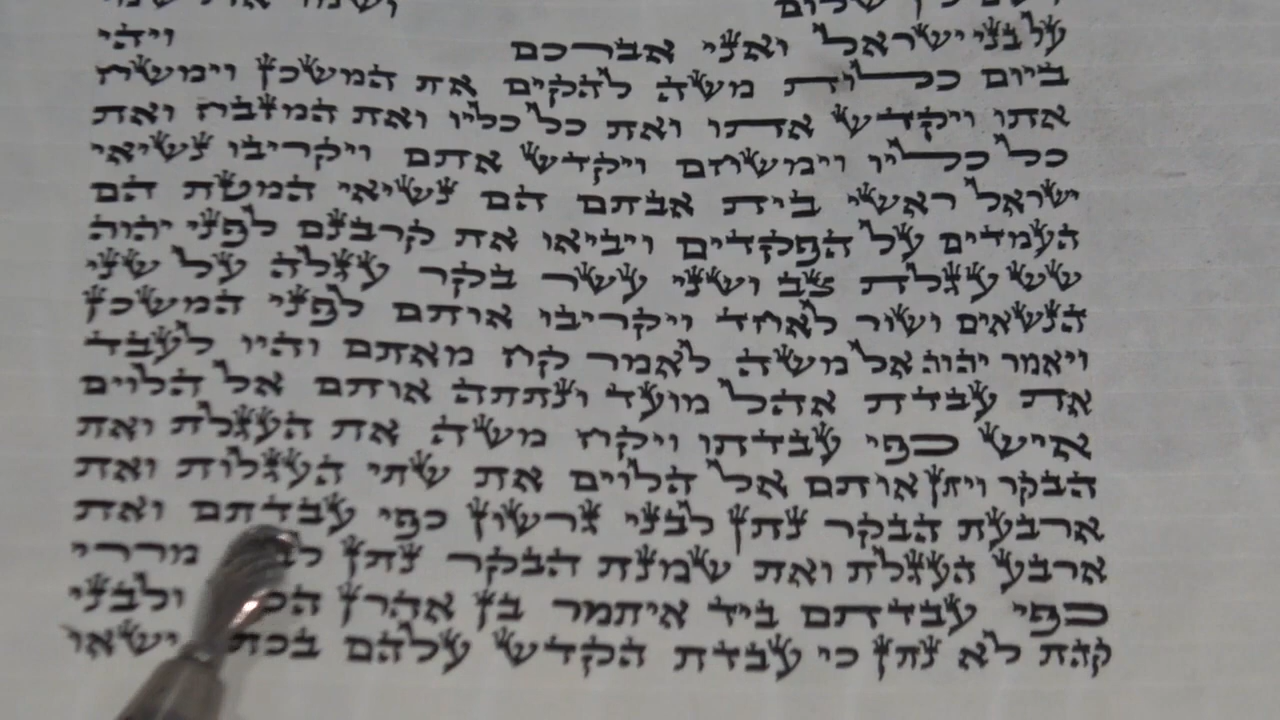 שלום ושמו את שמי
על בני ישראל ואני אברכם ויהי
ביום כלות משה להקים את המשכן וימשח
אתו ויקדש אתו ואת כל כליו ואת המזבח ואת
כל כליו וימשחם ויקדש אתם ויקריבו נשיאי
ישראל ראשי בית אבתם הם נשיאי המטת הם
העמדים על הפקדים ויביאו את קרבנם לפני יהוה
שש עגלת צב ושני עשר בקר עגלה על שני
הנשאים ושור לאחד ויקריבו אותם לפני המשכן
ויאמר יהוה אל משה לאמר קח מאתם והיו לעבד
את עבדת אהל מועד ונתתה אותם אל הלוים
איש כפי עבדתו ויקח משה את העגלת ואת
הבקר ויתן אותם אל הלוים את שתי העגלות ואת
ארבעת הבקר נתן לבני גרשון כפי עבדתם ואת
ארבע העגלת ואת שמנת הבקר נתן מררי
כפי עבדתם ביד איתמר בן אהרן ולבני
קהת לא נתן כי עבדת הקדש עלהם ישאו